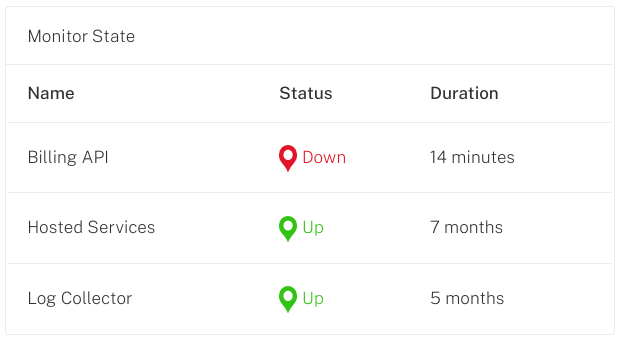 Monitor State
Name Status Duration
Billing API Down 14 minutes
Hosted Services Up 7 months
Log Collector Up 5 months